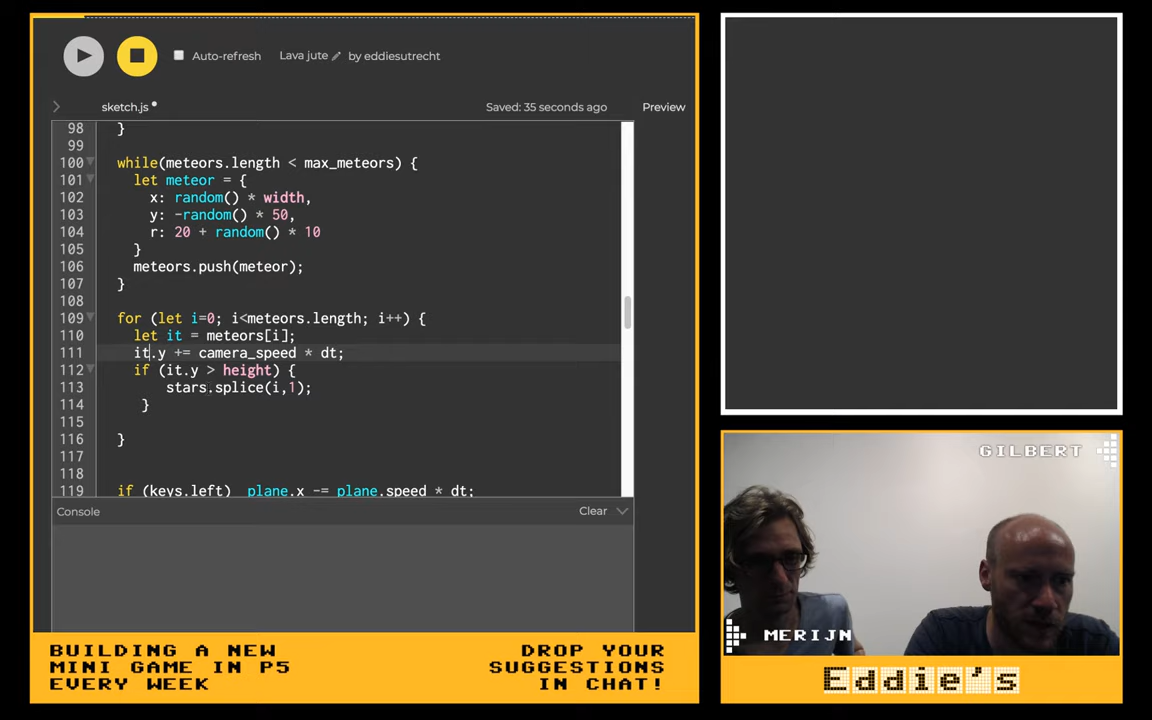 Auto-refresh Lava jute by eddiesutrecht
sketch.js Saved: 35 seconds ago Preview
98 }
99
100 while(meteors.length < max_meteors) {
101 let meteor = {
102 x: random() * width,
103 y: -random() * 50,
104 r: 20 + random() * 10
105 }
106 meteors.push(meteor);
107 }
108
109 for (let i=0; i<meteors.length; i++) {
110 let it = meteors[i];
111 it.y += camera_speed * dt;
112 if (it.y > height) {
113 stars.splice(i,1);
114 }
115
116 }
117
118
119 if (keys.left) plane.x -= plane.speed * dt;
Console Clear
GILBERT
MERIJN
BUILDING A NEW
MINI GAME IN P5
EVERY WEEK
DROP YOUR
SUGGESTIONS
IN CHAT!
Eddie's